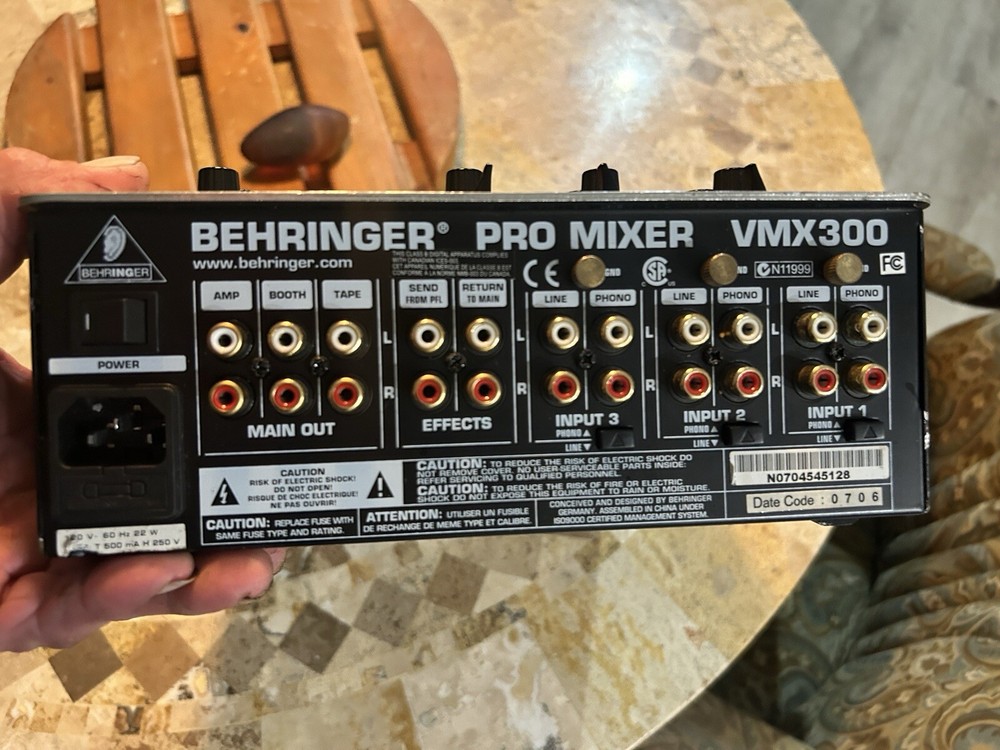 BEHRINGER
BEHRINGER® PRO MIXER VMX300
www.behringer.com
THIS CLASS B DIGITAL APPARATUS COMPLIES
WITH CANADIAN ICES-003.
CET APPAREIL NUMERIQUE DE LA CLASSE B EST
CONFORME A LA NORME NMB-003 DU CANADA.
CE GND SA US ND N11999 FC
POWER
AMP BOOTH TAPE
SEND FROM PFL
RETURN TO MAIN
LINE PHONO
LINE PHONO
LINE PHONO
L L L L
R R R R
MAIN OUT
EFFECTS
INPUT 3
PHONO▲
LINE▼
INPUT 2
PHONO▲
LINE▼
INPUT 1
PHONO▲
LINE▼
CAUTION
RISK OF ELECTRIC SHOCK!
DO NOT OPEN!
RISQUE DE CHOC ELECTRIQUE!
NE PAS OUVRIR!
CAUTION: TO REDUCE THE RISK OF ELECTRIC SHOCK DO
NOT REMOVE COVER. NO USER-SERVICEABLE PARTS INSIDE:
REFER SERVICING TO QUALIFIED PERSONNEL.
CAUTION: TO REDUCE THE RISK OF FIRE OR ELECTRIC
SHOCK DO NOT EXPOSE THIS EQUIPMENT TO RAIN OR MOISTURE.
CAUTION: REPLACE FUSE WITH
SAME FUSE TYPE AND RATING.
ATTENTION: UTILISER UN FUSIBLE
DE RECHANGE DE MEME TYPE ET CALIBRE.
CONCEIVED AND DESIGNED BY BEHRINGER
GERMANY. ASSEMBLED IN CHINA UNDER
ISO9000 CERTIFIED MANAGEMENT SYSTEM.
N0704545128
Date Code : 0706
60 Hz 22 W
T 500 mA H 250 V